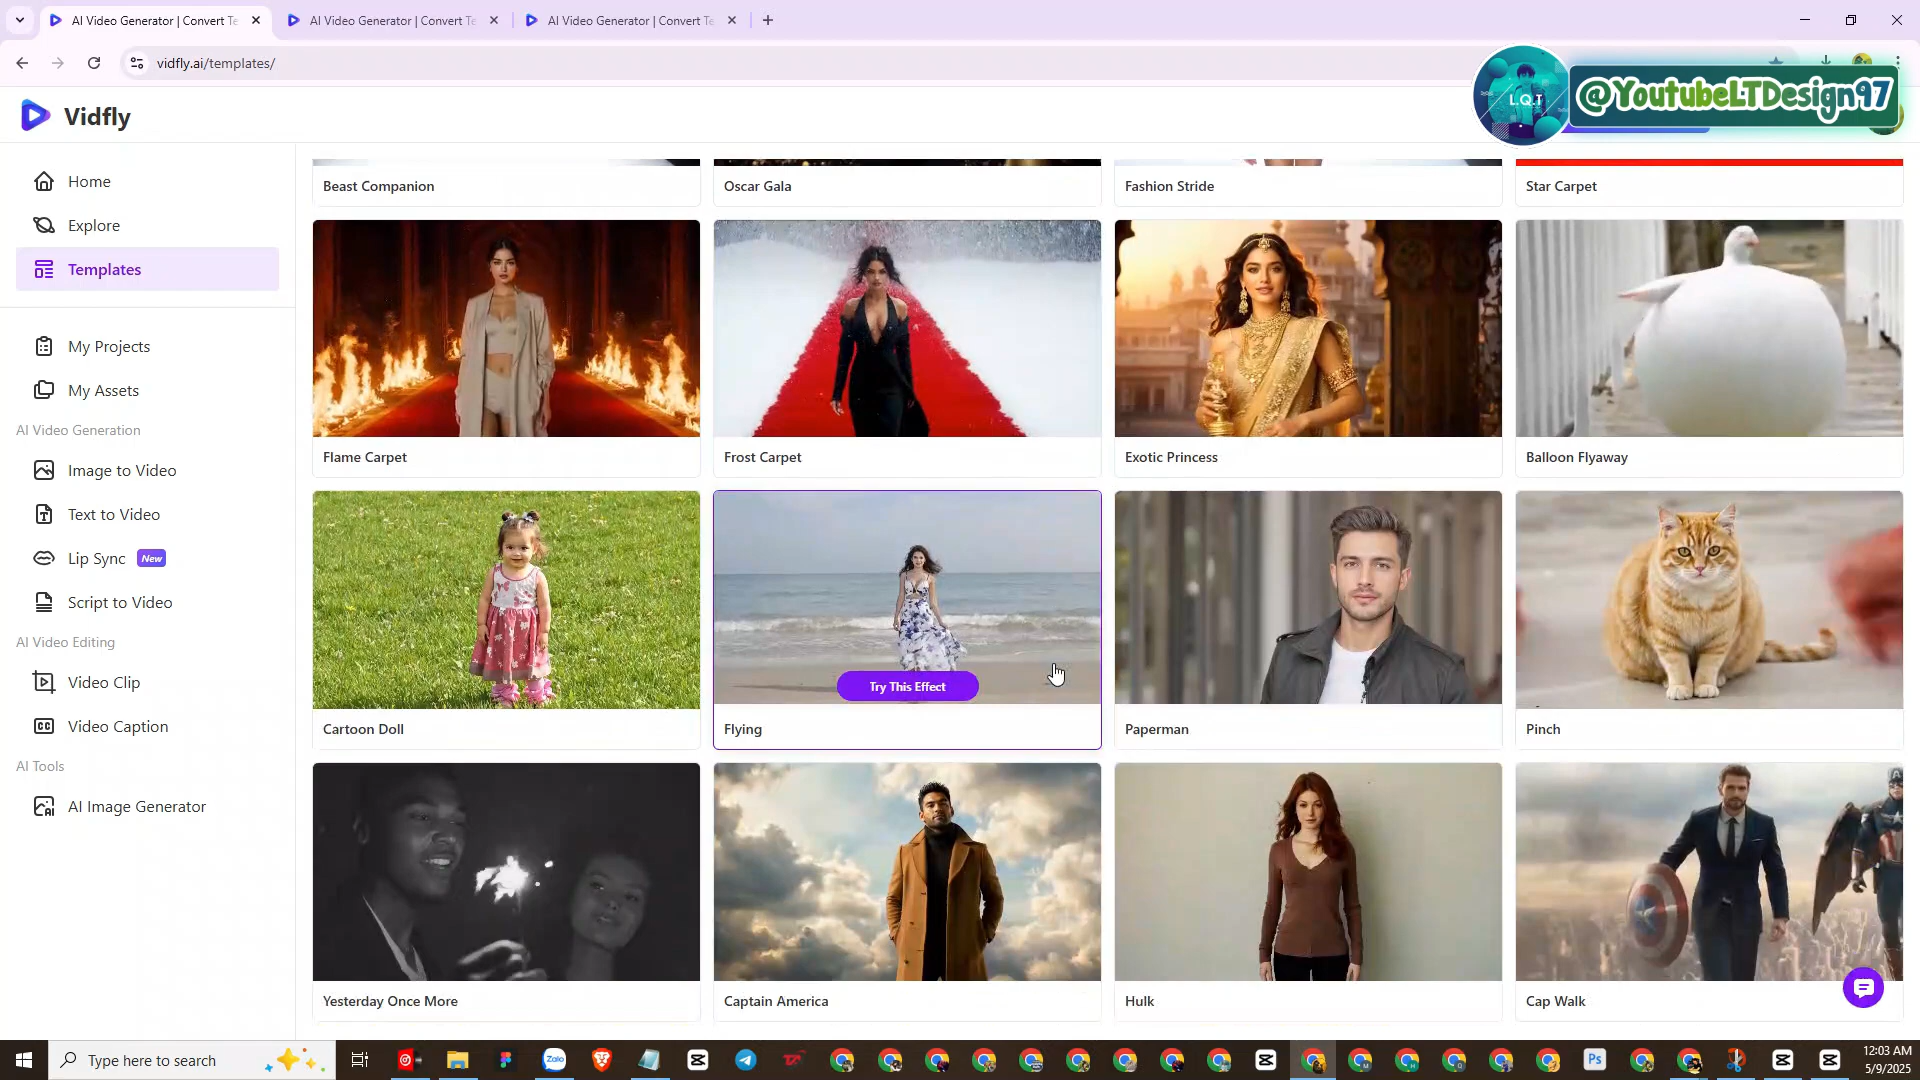 AI Video Generator | Convert Te
AI Video Generator | Convert Te
AI Video Generator | Convert Te
vidfly.ai/templates/
L.Q.T
@YoutubeLTDesign97
Vidfly
Home
Explore
Templates
My Projects
My Assets
AI Video Generation
Image to Video
Text to Video
Lip Sync New
Script to Video
AI Video Editing
Video Clip
Video Caption
AI Tools
AI Image Generator
Beast Companion
Oscar Gala
Fashion Stride
Star Carpet
Flame Carpet
Frost Carpet
Exotic Princess
Balloon Flyaway
Try This Effect
Cartoon Doll
Flying
Paperman
Pinch
Yesterday Once More
Captain America
Hulk
Cap Walk
Type here to search
Zalo
Ps
12:03 AM
5/9/2025